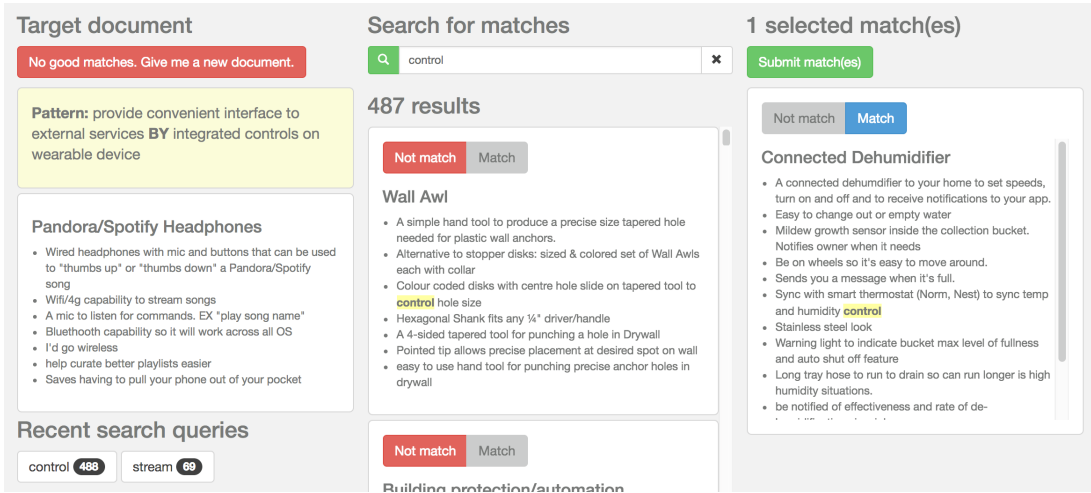 Target document
No good matches. Give me a new document.
Pattern: provide convenient interface to
external services BY integrated controls on
wearable device
Pandora/Spotify Headphones
Wired headphones with mic and buttons that can be used
to "thumbs up" or "thumbs down" a Pandora/Spotify
song
Wifi/4g capability to stream songs
A mic to listen for commands. EX "play song name"
Bluethooth capability so it will work across all OS
I'd go wireless
help curate better playlists easier
Saves having to pull your phone out of your pocket
Recent search queries
control 488 stream 69
Search for matches
control
487 results
Not match Match
Wall Awl
A simple hand tool to produce a precise size tapered hole
needed for plastic wall anchors.
Alternative to stopper disks: sized & colored set of Wall Awls
each with collar
Colour coded disks with centre hole slide on tapered tool to
control hole size
Hexagonal Shank fits any ¼" driver/handle
A 4-sided tapered tool for punching a hole in Drywall
Pointed tip allows precise placement at desired spot on wall
easy to use hand tool for punching precise anchor holes in
drywall
Not match Match
Building protection/automation
1 selected match(es)
Submit match(es)
Not match Match
Connected Dehumidifier
A connected dehumdifier to your home to set speeds,
turn on and off and to receive notifications to your app.
Easy to change out or empty water
Mildew growth sensor inside the collection bucket.
Notifies owner when it needs
Be on wheels so it's easy to move around.
Sends you a message when it's full.
Sync with smart thermostat (Norm, Nest) to sync temp
and humidity control
Stainless steel look
Warning light to indicate bucket max level of fullness
and auto shut off feature
Long tray hose to run to drain so can run longer is high
humidity situations.
be notified of effectiveness and rate of de-